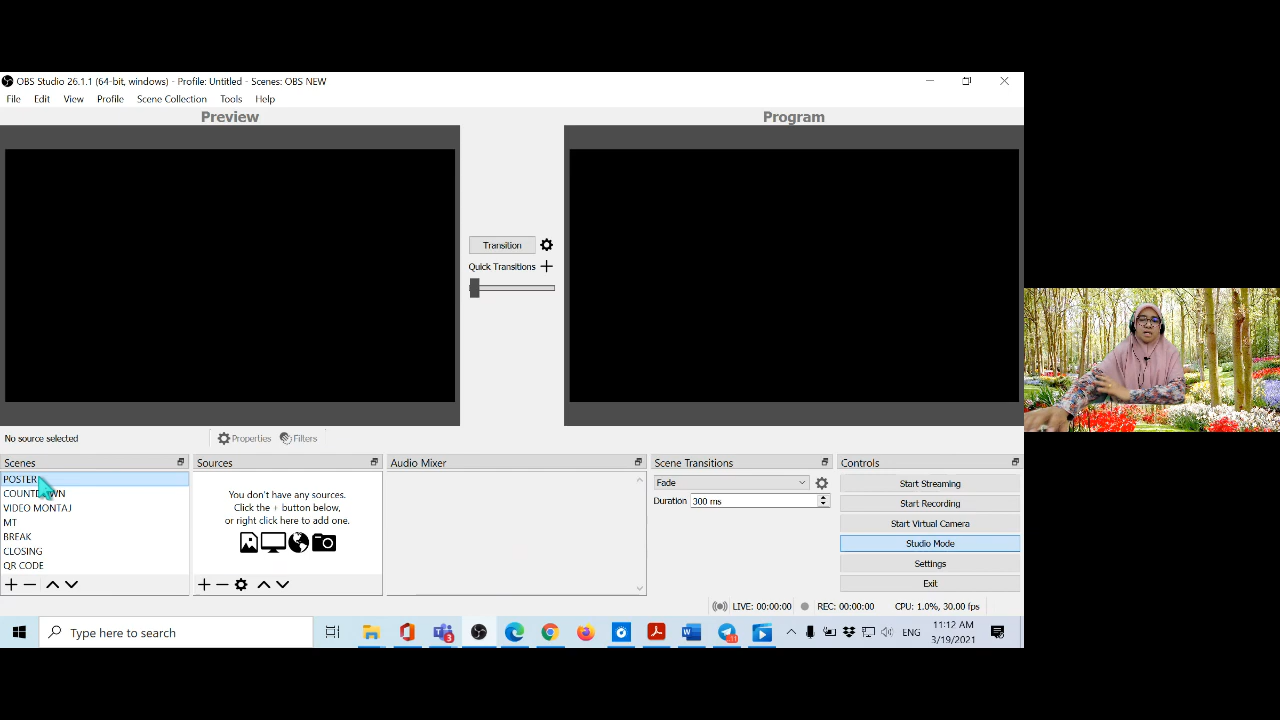 OBS Studio 26.1.1 (64-bit, windows) - Profile: Untitled - Scenes: OBS NEW
File Edit View Profile Scene Collection Tools Help
Preview
Program
Transition
Quick Transitions
No source selected
Properties
Filters
Scenes
POSTER
COUNTDOWN
VIDEO MONTAJ
MT
BREAK
CLOSING
QR CODE
Sources
You don't have any sources.
Click the + button below,
or right click here to add one.
Audio Mixer
Scene Transitions
Fade
Duration 300 ms
Controls
Start Streaming
Start Recording
Start Virtual Camera
Studio Mode
Settings
Exit
LIVE: 00:00:00
REC: 00:00:00
CPU: 1.0%, 30.00 fps
Type here to search
3
ENG
11:12 AM
3/19/2021